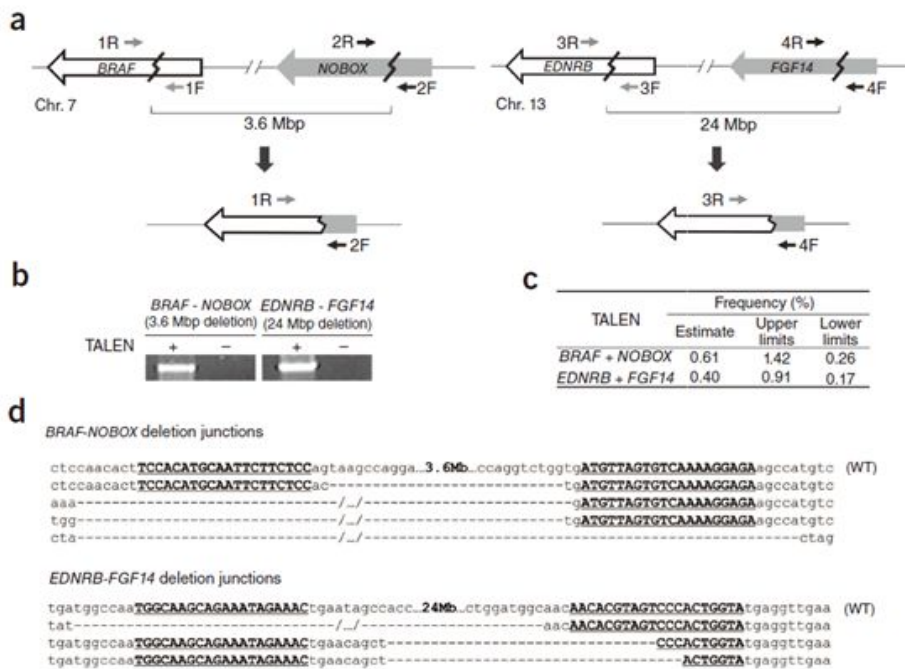 a
1R 2R 3R 4R
BRAF NOBOX EDNRB FGF14
1F 2F 3F 4F
Chr. 7 Chr. 13
3.6 Mbp 24 Mbp
1R 3R
2F 4F
b
BRAF - NOBOX EDNRB - FGF14
(3.6 Mbp deletion) (24 Mbp deletion)
TALEN + − + −
c
Frequency (%)
TALEN
Estimate Upper limits Lower limits
BRAF + NOBOX 0.61 1.42 0.26
EDNRB + FGF14 0.40 0.91 0.17
d
BRAF-NOBOX deletion junctions
ctccaacactTCCACATGCAATTCTTCTCCagtaagccagga...3.6Mb...ccaggtctggtgATGTTAGTGTCAAAAGGAGAagccatgtc (WT)
ctccaacactTCCACATGCAATTCTTCTCCac-----------------------------tgATGTTAGTGTCAAAAGGAGAagccatgtc
aaa---------------------------------/…/----------------------gATGTTAGTGTCAAAAGGAGAagccatgtc
tgg---------------------------------/…/---------------------tgATGTTAGTGTCAAAAGGAGAagccatgtc
cta---------------------------------/…/-------------------------------------------------ctag
EDNRB-FGF14 deletion junctions
tgatggccaaTGGCAAGCAGAAATAGAAACtgaatagccacc...24Mb...ctggatggcaacAACACGTAGTCCCACTGGTAtgaggttgaa (WT)
tat------------------------------/…/--------------------aacAACACGTAGTCCCACTGGTAtgaggttgaa
tgatggccaaTGGCAAGCAGAAATAGAAACtgaacagct------------------------------CCCACTGGTAtgaggttgaa
tgatggccaaTGGCAAGCAGAAATAGAAACtgaacagct---------------------------------ACTGGTAtgaggttgaa